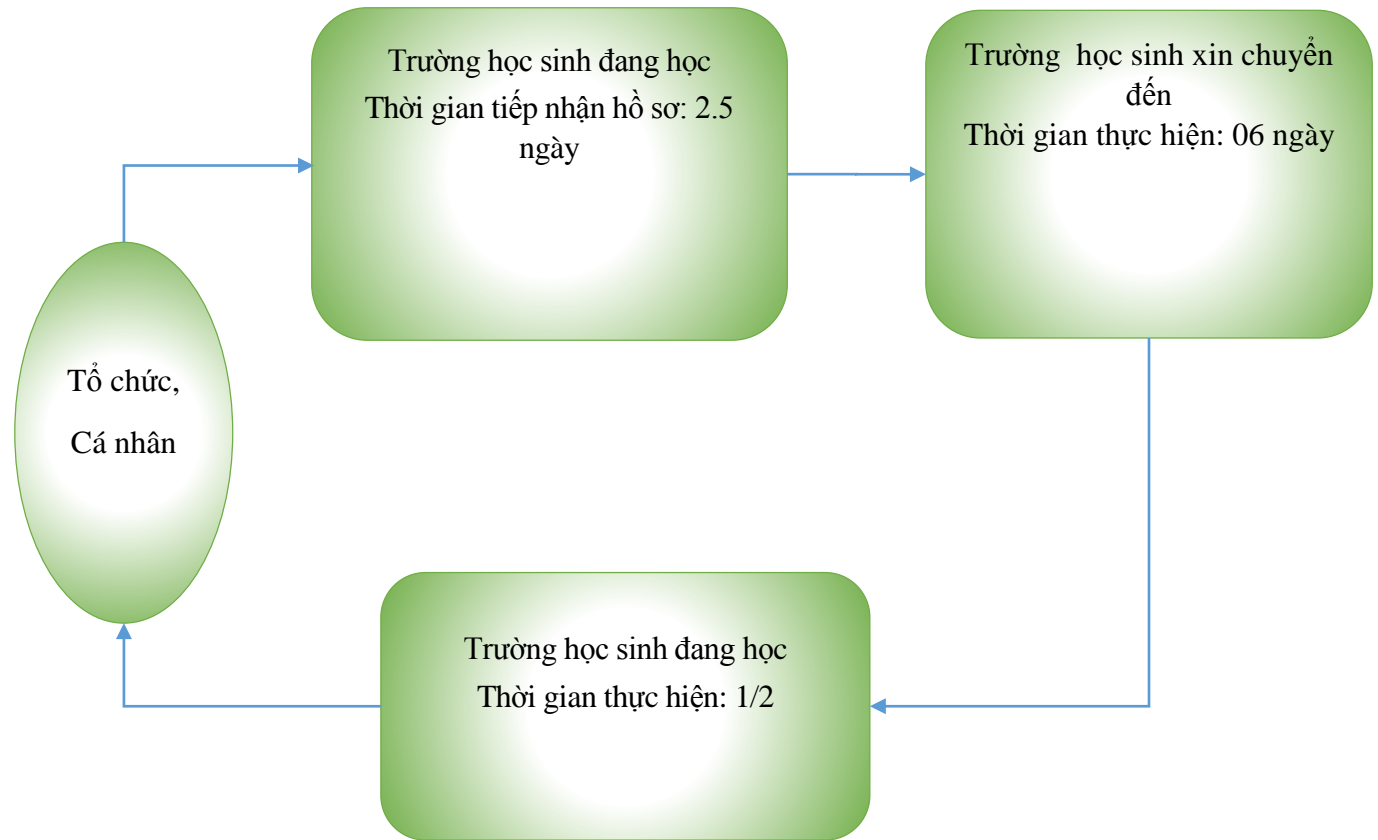 Trường học sinh đang học
Thời gian tiếp nhận hồ sơ: 2.5
ngày
Trường  học sinh xin chuyển
đến
Thời gian thực hiện: 06 ngày
Tổ chức,
Cá nhân
Trường học sinh đang học
Thời gian thực hiện: 1/2